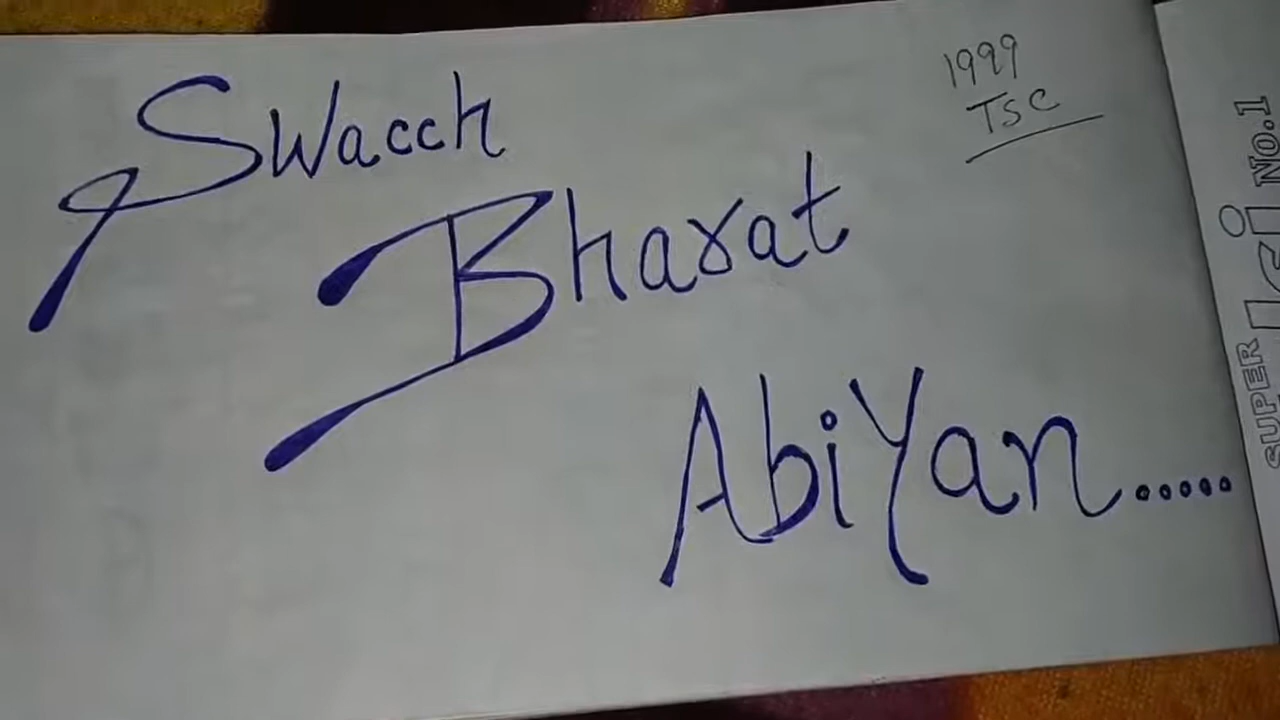 Swacch
Bharat
AbiYan.....
1999
TSC
SUPER
No.1